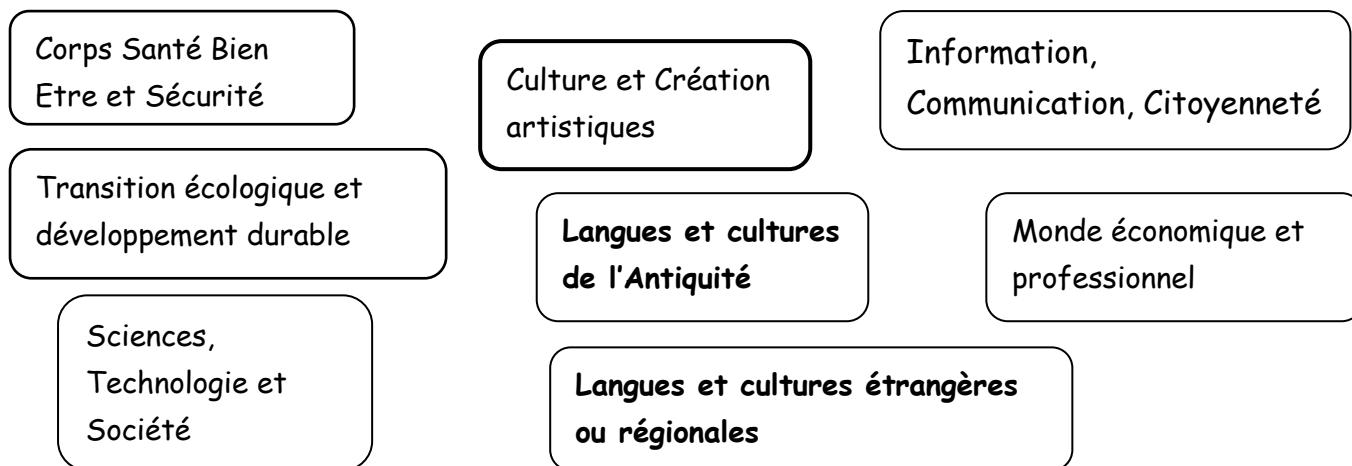 Corps Santé Bien
Etre et Sécurité
Culture et Création
artistiques
Information,
Communication, Citoyenneté
Transition écologique et
développement durable
Langues et cultures
de l'Antiquité
Monde économique et
professionnel
Sciences,
Technologie et
Société
Langues et cultures étrangères
ou régionales